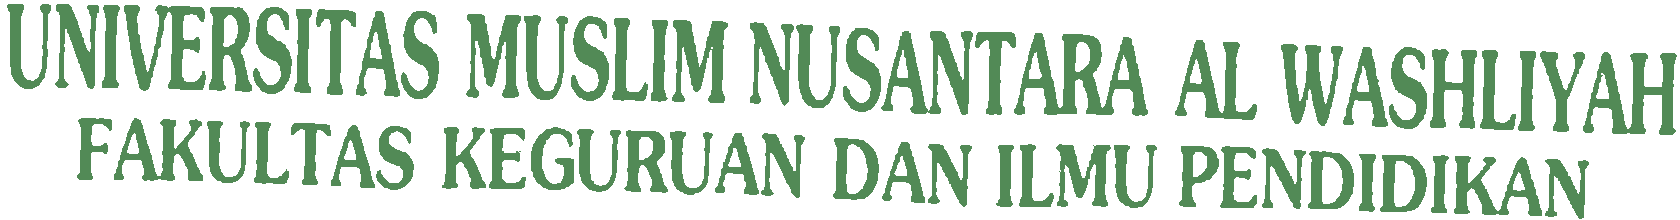 UNIVERSITAS MUSLIM NUSANTARA AL WASHLIYAH
FAKULTAS KEGURUAN DAN ILMU PENDIDIKAN